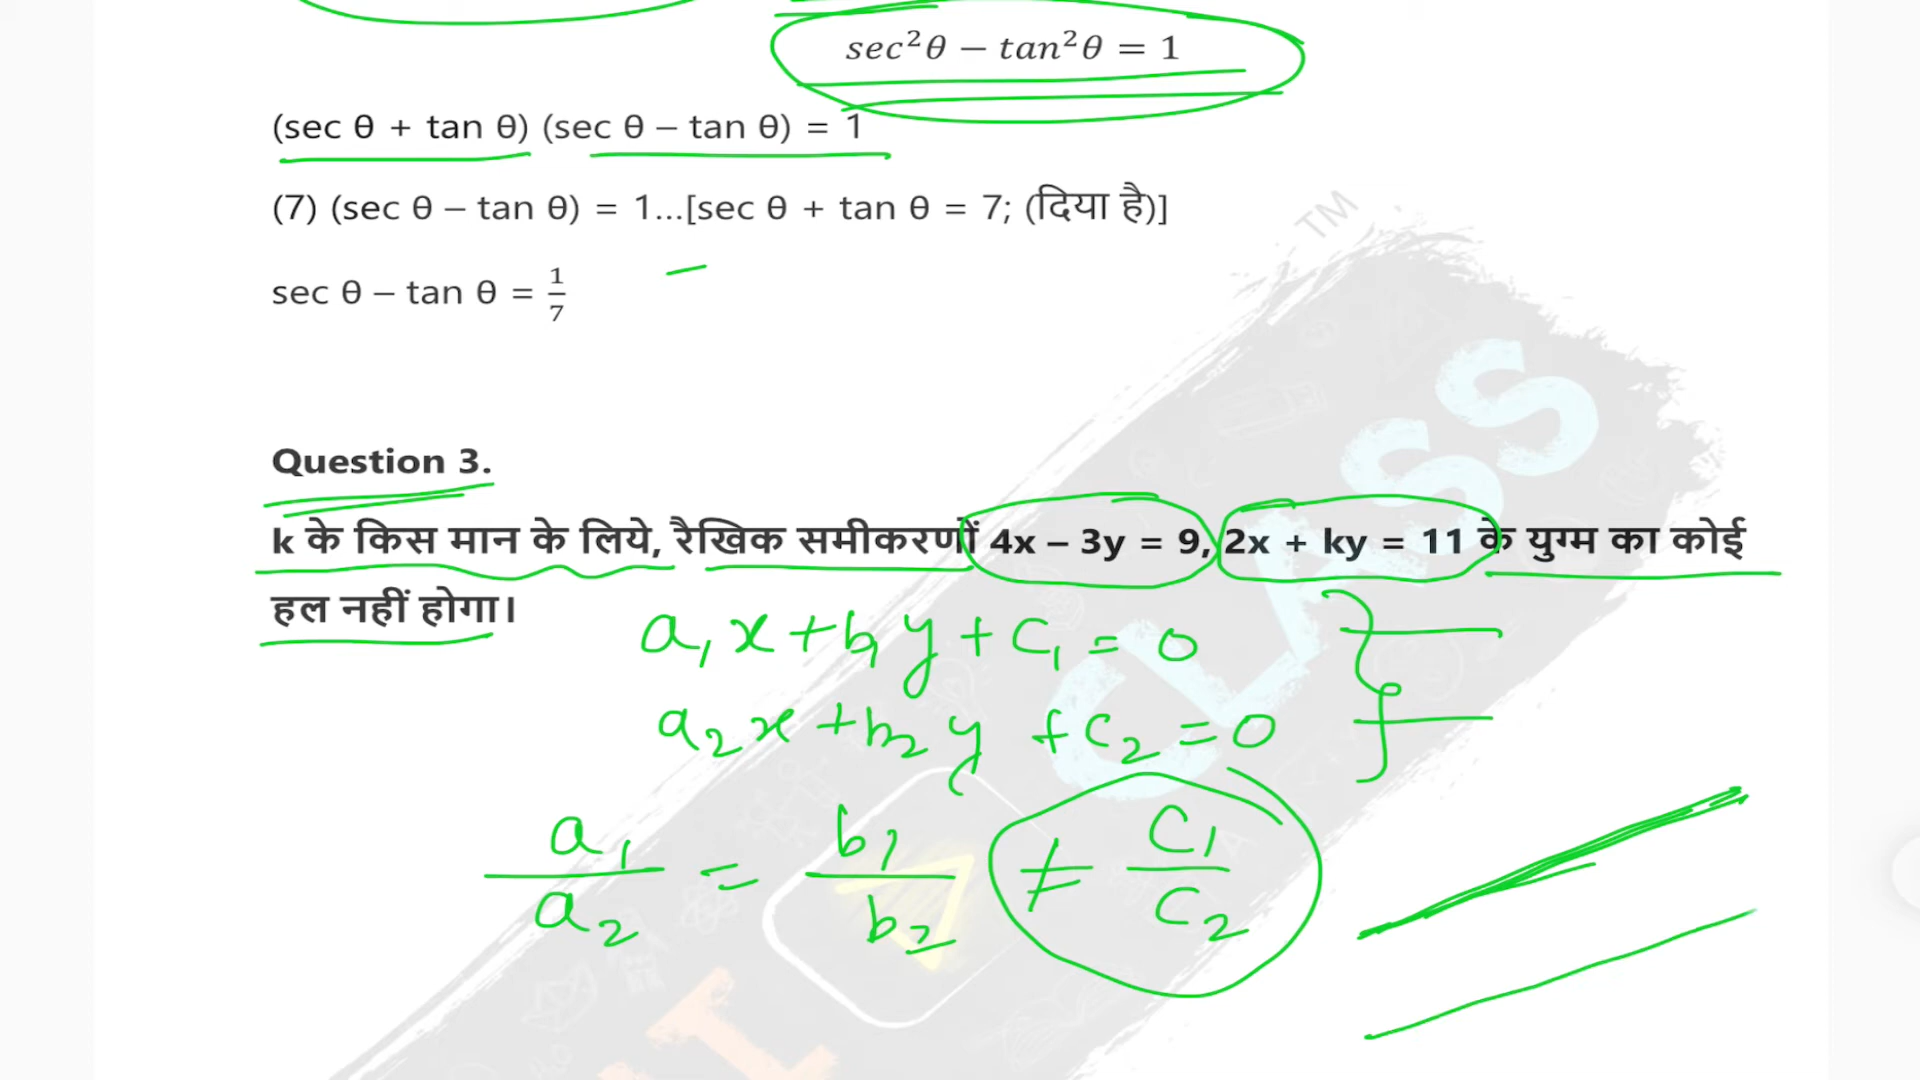 sec²θ − tan²θ = 1
(sec θ + tan θ) (sec θ – tan θ) = 1
(7) (sec θ – tan θ) = 1...[sec θ + tan θ = 7; (दिया है)]
sec θ – tan θ = 1/7
TM
Question 3.
k के किस मान के लिये, रैखिक समीकरणों 4x – 3y = 9, 2x + ky = 11 के युग्म का कोई
हल नहीं होगा।
a₁x + b₁y + c₁ = 0
a₂x + b₂y + c₂ = 0
a₁/a₂ = b₁/b₂ ≠ c₁/c₂
CLASS